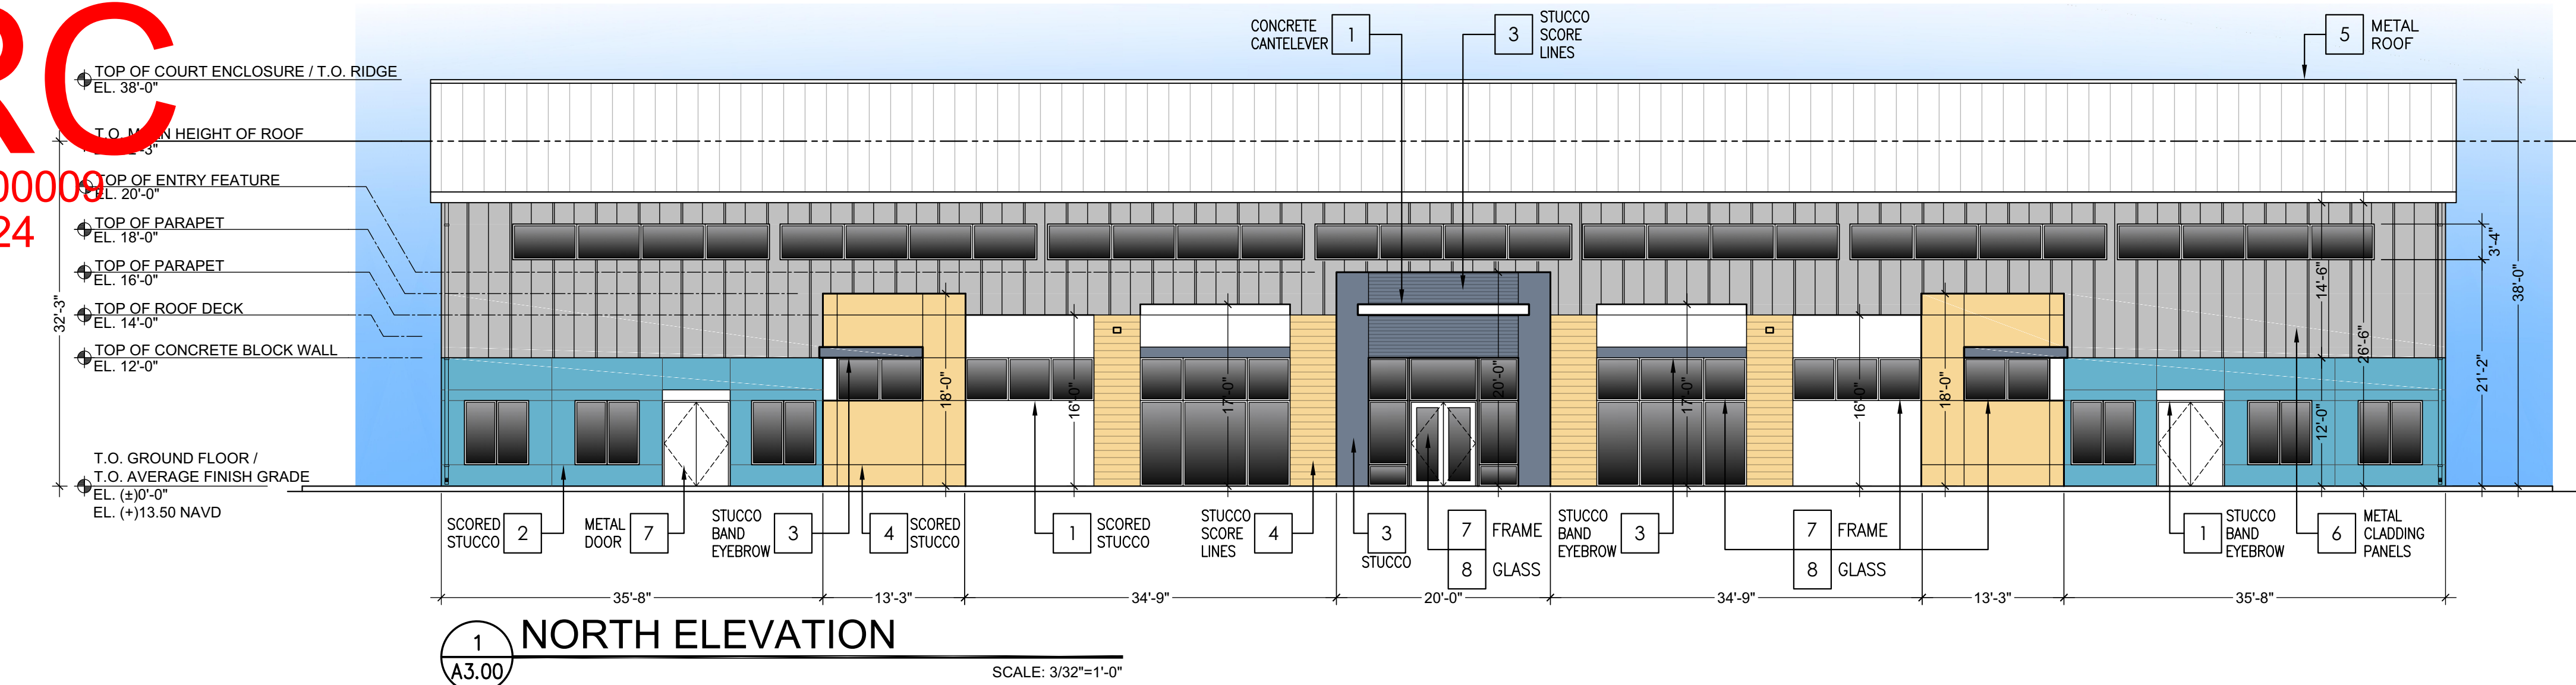 RC
00009
24
TOP OF COURT ENCLOSURE / T.O. RIDGE
EL. 38'-0"
T.O. HEIGHT OF ROOF
TOP OF ENTRY FEATURE
EL. 20'-0"
TOP OF PARAPET
EL. 18'-0"
TOP OF PARAPET
EL. 16'-0"
TOP OF ROOF DECK
EL. 14'-0"
TOP OF CONCRETE BLOCK WALL
EL. 12'-0"
T.O. GROUND FLOOR /
T.O. AVERAGE FINISH GRADE
EL. (±)0'-0"
EL. (+)13.50 NAVD
32'-3"
CONCRETE
CANTELEVER
1
3
STUCCO
SCORE
LINES
5
METAL
ROOF
18'-0"
16'-0"
17'-0"
20'-0"
17'-0"
16'-0"
18'-0"
14'-6"
12'-0"
26'-6"
3'-4"
21'-2"
38'-0"
SCORED
STUCCO
2
METAL
DOOR
7
STUCCO
BAND
EYEBROW
3
4
SCORED
STUCCO
1
SCORED
STUCCO
STUCCO
SCORE
LINES
4
3
STUCCO
7
FRAME
8
GLASS
STUCCO
BAND
EYEBROW
3
7
FRAME
8
GLASS
1
STUCCO
BAND
EYEBROW
6
METAL
CLADDING
PANELS
35'-8"
13'-3"
34'-9"
20'-0"
34'-9"
13'-3"
35'-8"
1
A3.00
NORTH ELEVATION
SCALE: 3/32"=1'-0"